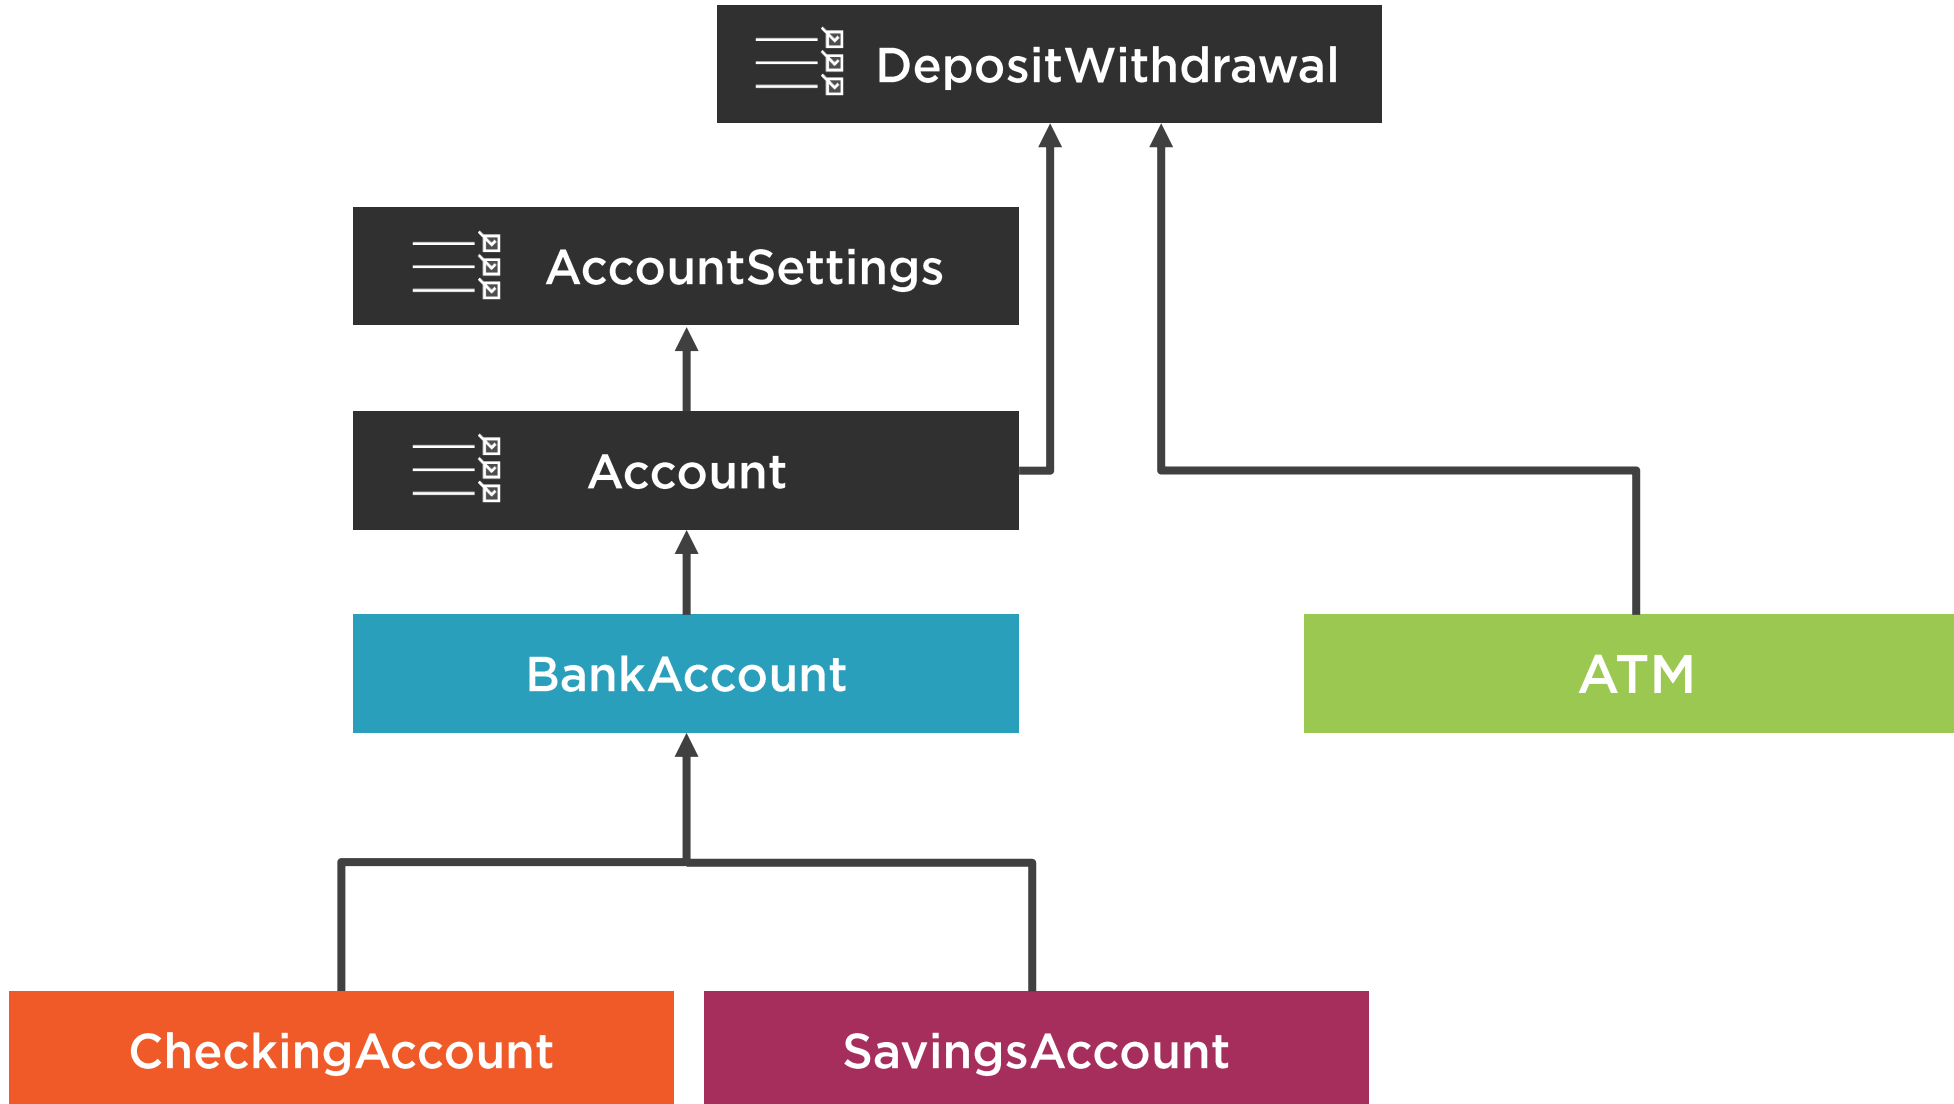 DepositWithdrawal
AccountSettings
Account
BankAccount
ATM
CheckingAccount
SavingsAccount